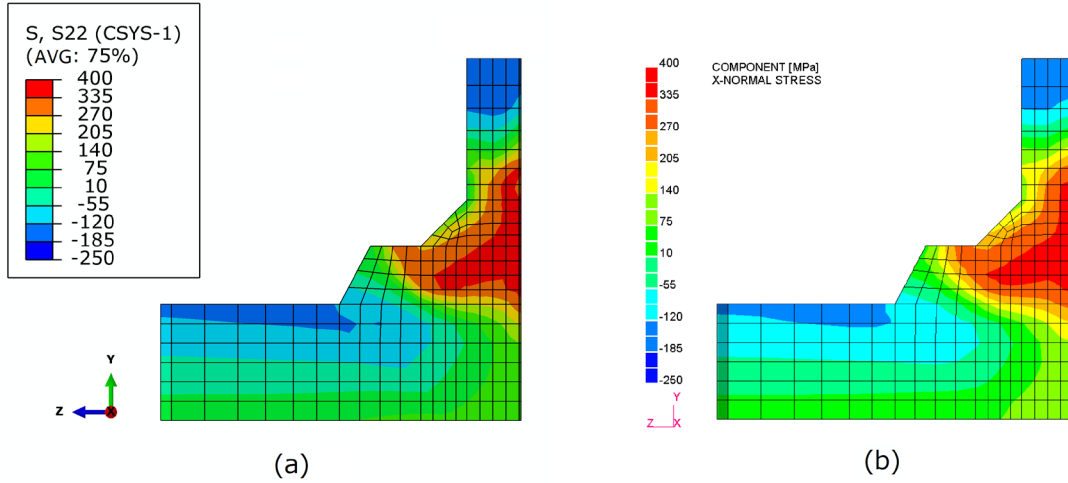 S, S22 (CSYS-1)
(AVG: 75%)
400
335
270
205
140
75
10
-55
-120
-185
-250
Y
Z
X
(a)
COMPONENT [MPa]
X-NORMAL STRESS
400
335
270
205
140
75
10
-55
-120
-185
-250
Y
Z X
(b)